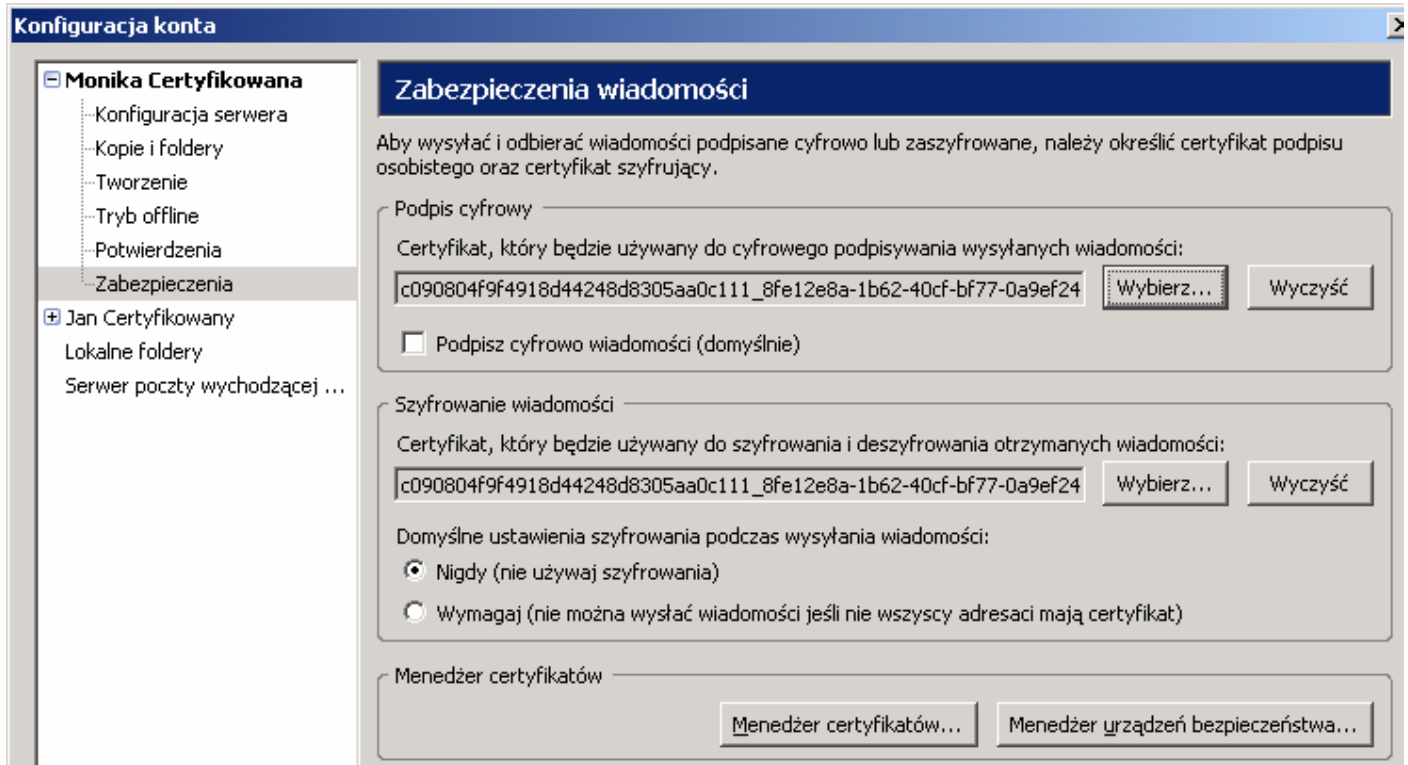 Konfiguracja konta
Monika Certyfikowana
Konfiguracja serwera
Kopie i foldery
Tworzenie
Tryb offline
Potwierdzenia
Zabezpieczenia
Jan Certyfikowany
Lokalne foldery
Serwer poczty wychodzącej ...
Zabezpieczenia wiadomości
Aby wysyłać i odbierać wiadomości podpisane cyfrowo lub zaszyfrowane, należy określić certyfikat podpisu
osobistego oraz certyfikat szyfrujący.
Podpis cyfrowy
Certyfikat, który będzie używany do cyfrowego podpisywania wysyłanych wiadomości:
c090804f9f4918d44248d8305aa0c111_8fe12e8a-1b62-40cf-bf77-0a9ef24 Wybierz... Wyczyść
Podpisz cyfrowo wiadomości (domyślnie)
Szyfrowanie wiadomości
Certyfikat, który będzie używany do szyfrowania i deszyfrowania otrzymanych wiadomości:
c090804f9f4918d44248d8305aa0c111_8fe12e8a-1b62-40cf-bf77-0a9ef24 Wybierz... Wyczyść
Domyślne ustawienia szyfrowania podczas wysyłania wiadomości:
Nigdy (nie używaj szyfrowania)
Wymagaj (nie można wysłać wiadomości jeśli nie wszyscy adresaci mają certyfikat)
Menedżer certyfikatów
Menedżer certyfikatów... Menedżer urządzeń bezpieczeństwa...